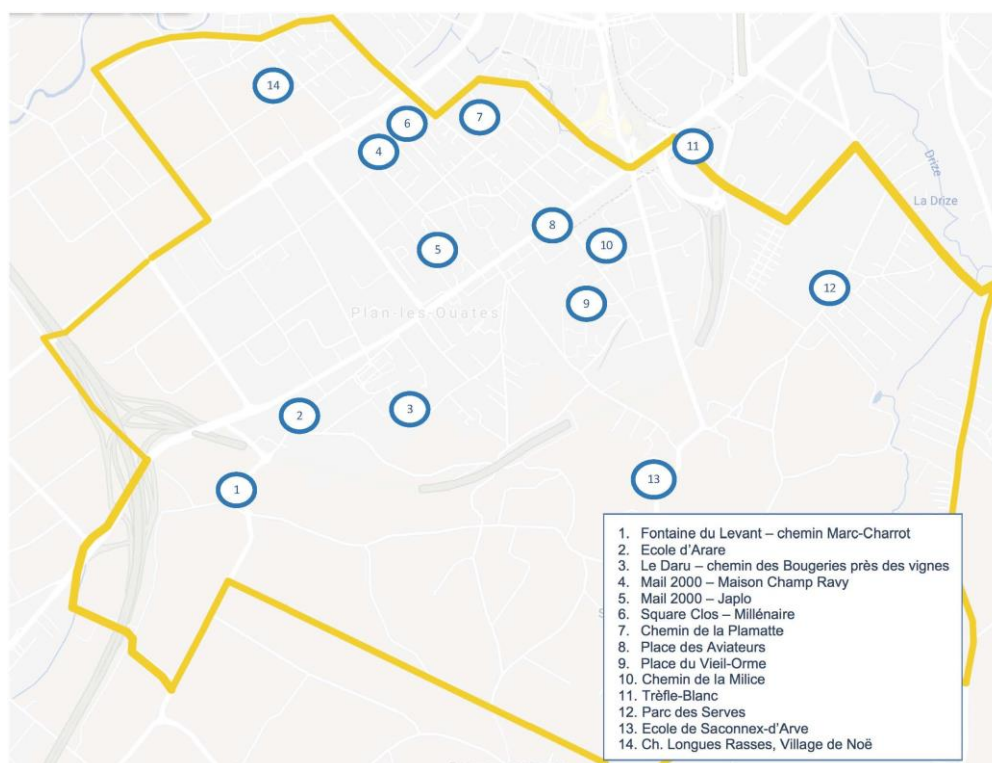 14
6
7
4
11
Drize
La Drize
8
5
10
12
9
Plan-les Ouates
3
2
13
1
1. Fontaine du Levant – chemin Marc-Charrot
2. Ecole d'Arare
3. Le Daru – chemin des Bougeries près des vignes
4. Mail 2000 – Maison Champ Ravy
5. Mail 2000 – Japlo
6. Square Clos – Millénaire
7. Chemin de la Plamatte
8. Place des Aviateurs
9. Place du Vieil-Orme
10. Chemin de la Milice
11. Trèfle-Blanc
12. Parc des Serves
13. Ecole de Saconnex-d'Arve
14. Ch. Longues Rasses, Village de Noë